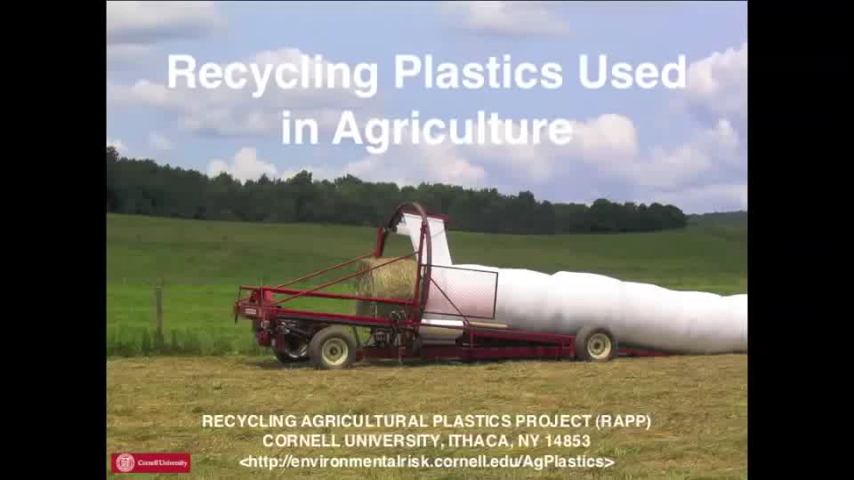 Recycling Plastics Used
in Agriculture
RECYCLING AGRICULTURAL PLASTICS PROJECT (RAPP)
CORNELL UNIVERSITY, ITHACA, NY 14853
<http://environmentalrisk.cornell.edu/AgPlastics>
Cornell University